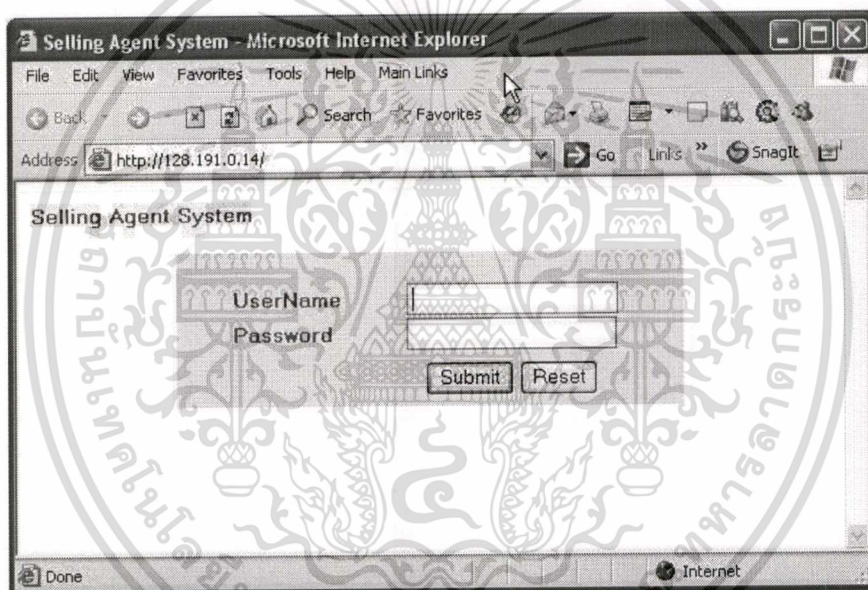 Selling Agent System - Microsoft Internet Explorer
File Edit View Favorites Tools Help Main Links
Back Search Favorites
Address http://128.191.0.14/ Go Links » SnagIt
Selling Agent System
UserName
Password
Submit Reset
Done Internet